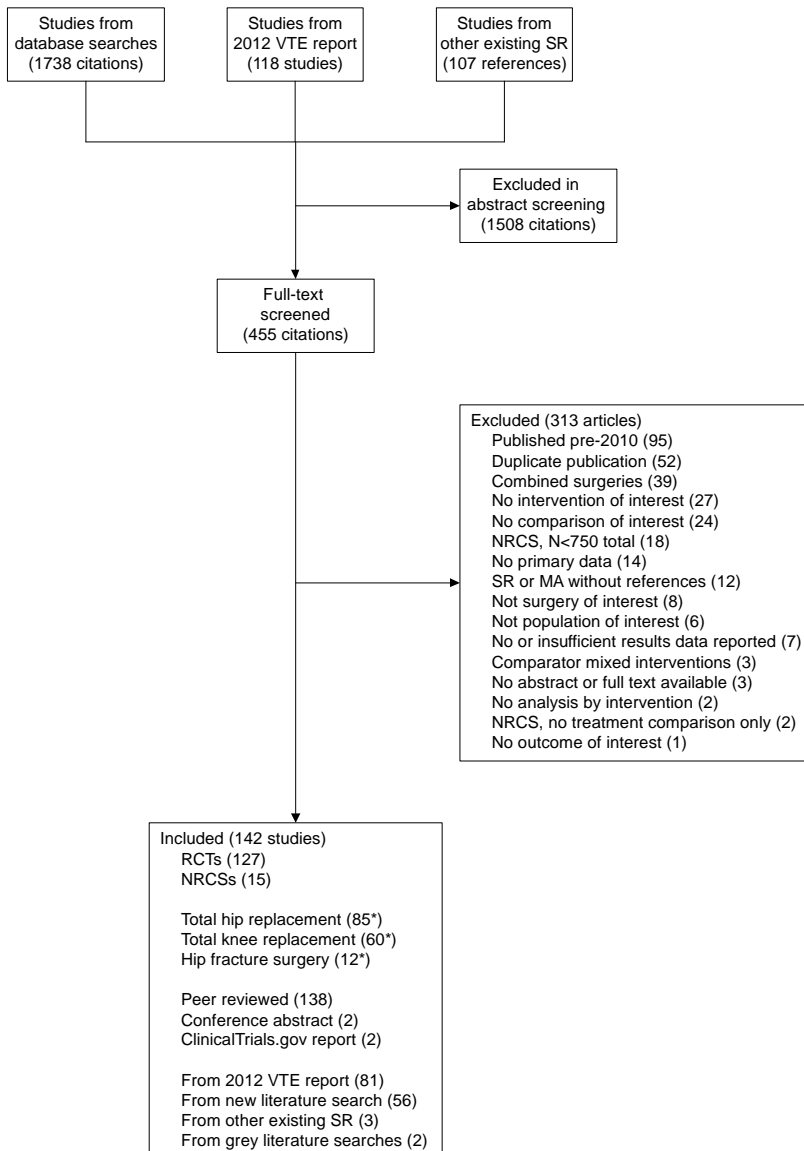 Studies from
database searches
(1738 citations)
Studies from
2012 VTE report
(118 studies)
Studies from
other existing SR
(107 references)
Excluded in
abstract screening
(1508 citations)
Full-text
screened
(455 citations)
Excluded (313 articles)
Published pre-2010 (95)
Duplicate publication (52)
Combined surgeries (39)
No intervention of interest (27)
No comparison of interest (24)
NRCS, N<750 total (18)
No primary data (14)
SR or MA without references (12)
Not surgery of interest (8)
Not population of interest (6)
No or insufficient results data reported (7)
Comparator mixed interventions (3)
No abstract or full text available (3)
No analysis by intervention (2)
NRCS, no treatment comparison only (2)
No outcome of interest (1)
Included (142 studies)
RCTs (127)
NRCSs (15)
Total hip replacement (85*)
Total knee replacement (60*)
Hip fracture surgery (12*)
Peer reviewed (138)
Conference abstract (2)
ClinicalTrials.gov report (2)
From 2012 VTE report (81)
From new literature search (56)
From other existing SR (3)
From grey literature searches (2)